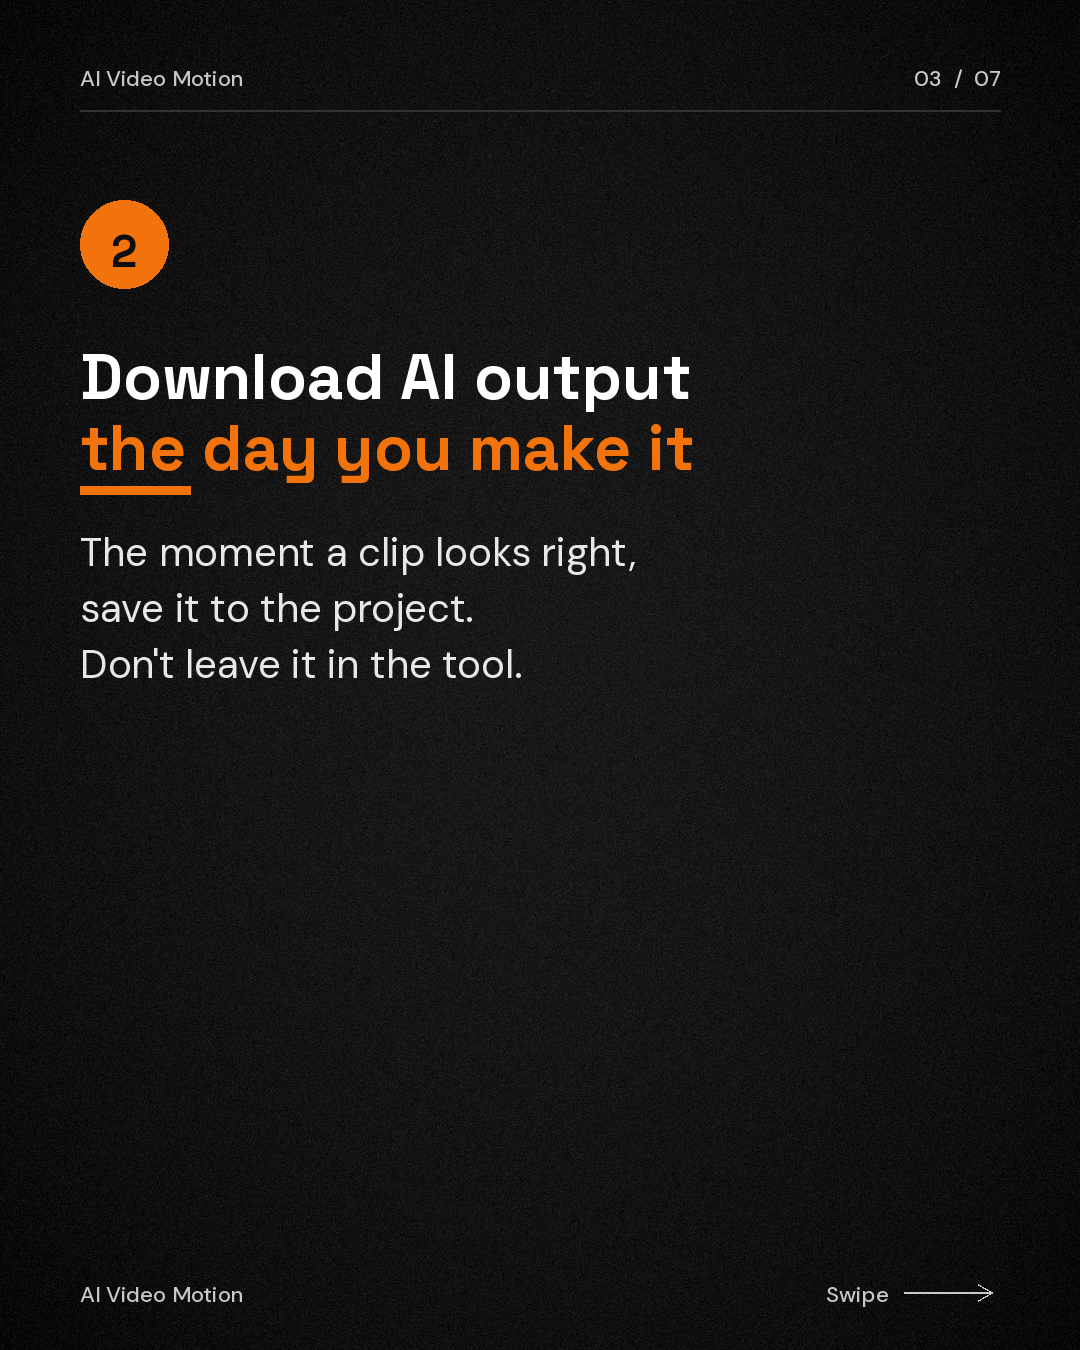 AI Video Motion
03 / 07
2
Download AI output
the day you make it
The moment a clip looks right,
save it to the project.
Don't leave it in the tool.
AI Video Motion
Swipe